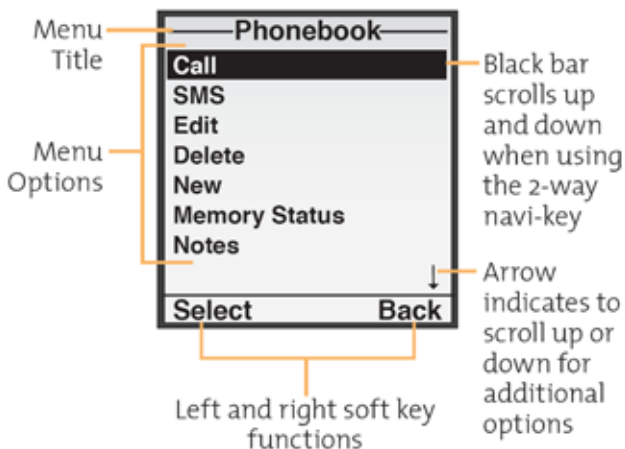 Menu
Title
Phonebook
Call
SMS
Edit
Delete
New
Memory Status
Notes
Select
Back
Menu
Options
Black bar
scrolls up
and down
when using
the 2-way
navi-key
Arrow
indicates to
scroll up or
down for
additional
options
Left and right soft key
functions